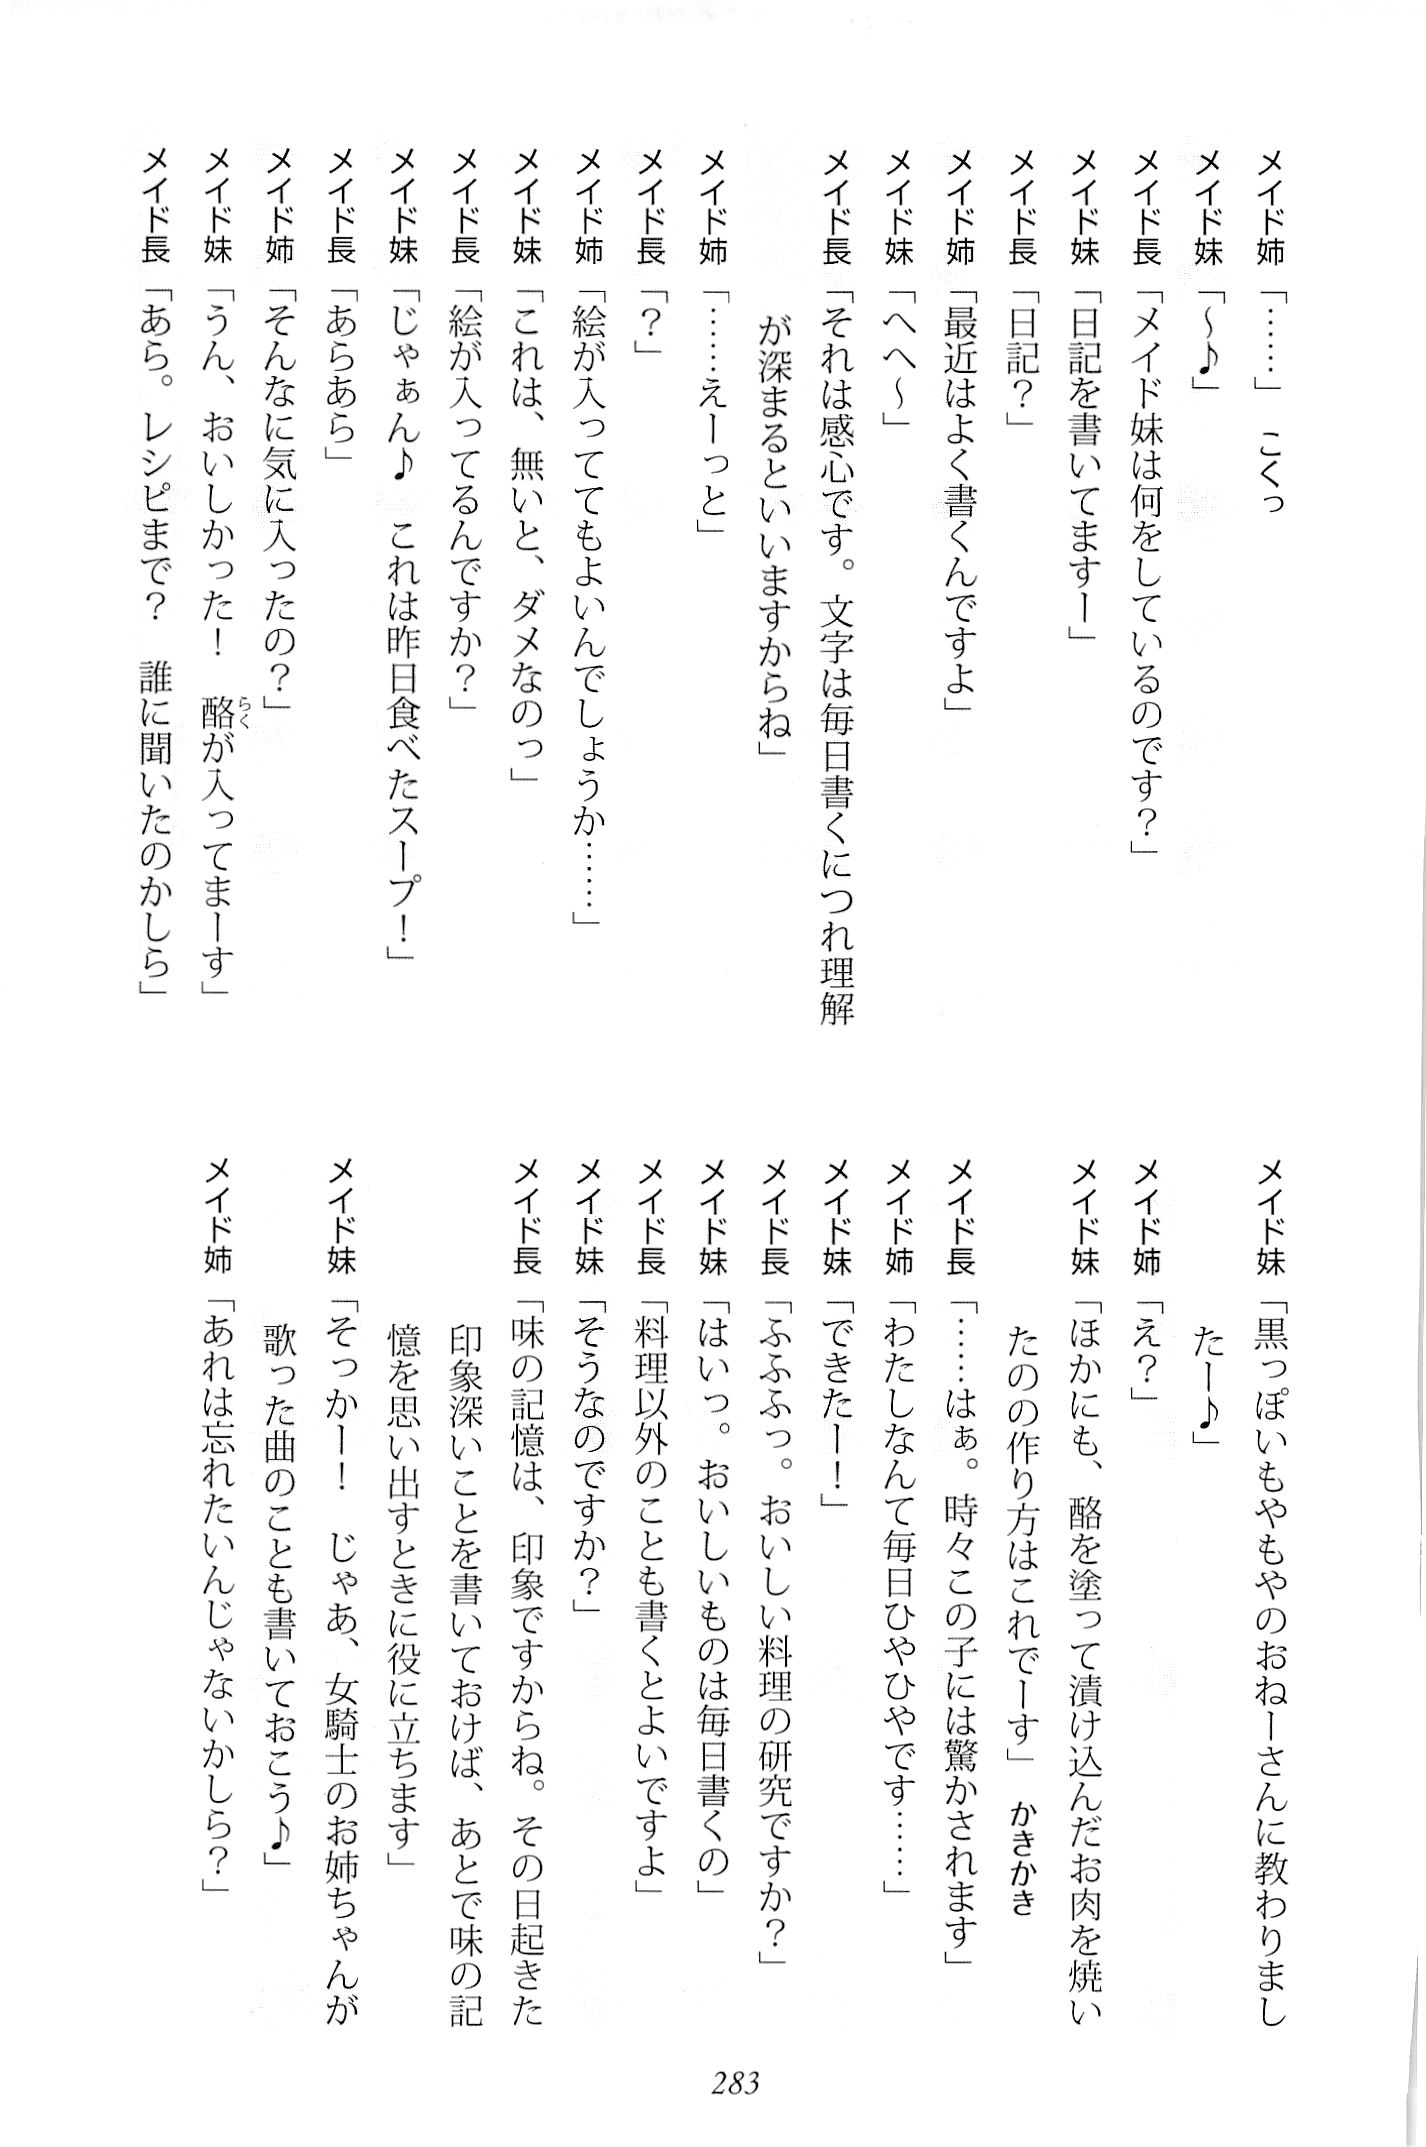 メイド姉「……」　こくっ
メイド妹「～♪」
メイド長「メイド妹は何をしているのです？」
メイド妹「日記を書いてますー」
メイド長「日記？」
メイド姉「最近はよく書くんですよ」
メイド妹「へへ～」
メイド長「それは感心です。文字は毎日書くにつれ理解
が深まるといいますからね」
メイド姉「……えーっと」
メイド長「？」
メイド姉「絵が入っててもよいんでしょうか……」
メイド妹「これは、無いと、ダメなのっ」
メイド長「絵が入ってるんですか？」
メイド妹「じゃぁん♪　これは昨日食べたスープ！」
メイド長「あらあら」
メイド姉「そんなに気に入ったの？」
メイド妹「うん、おいしかった！　酪らくが入ってまーす」
メイド長「あら。レシピまで？　誰に聞いたのかしら」
メイド妹「黒っぽいもやもやのおねーさんに教わりまし
たー♪」
メイド姉「え？」
メイド妹「ほかにも、酪を塗って漬け込んだお肉を焼い
たのの作り方はこれでーす」　かきかき
メイド長「……はぁ。時々この子には驚かされます」
メイド姉「わたしなんて毎日ひやひやです……」
メイド妹「できたー！」
メイド長「ふふふっ。おいしい料理の研究ですか？」
メイド妹「はいっ。おいしいものは毎日書くの」
メイド長「料理以外のことも書くとよいですよ」
メイド妹「そうなのですか？」
メイド長「味の記憶は、印象ですからね。その日起きた
印象深いことを書いておけば、あとで味の記
憶を思い出すときに役に立ちます」
メイド妹「そっかー！　じゃあ、女騎士のお姉ちゃんが
歌った曲のことも書いておこう♪」
メイド姉「あれは忘れたいんじゃないかしら？」
283